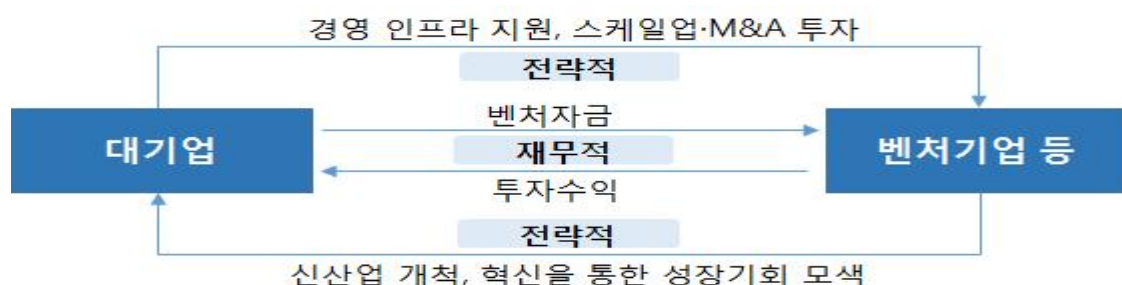 경영 인프라 지원, 스케일업·M&A 투자
전략적
벤처자금
대기업
재무적
벤처기업 등
투자수익
전략적
신산업 개척, 혁신을 통한 성장기회 모색